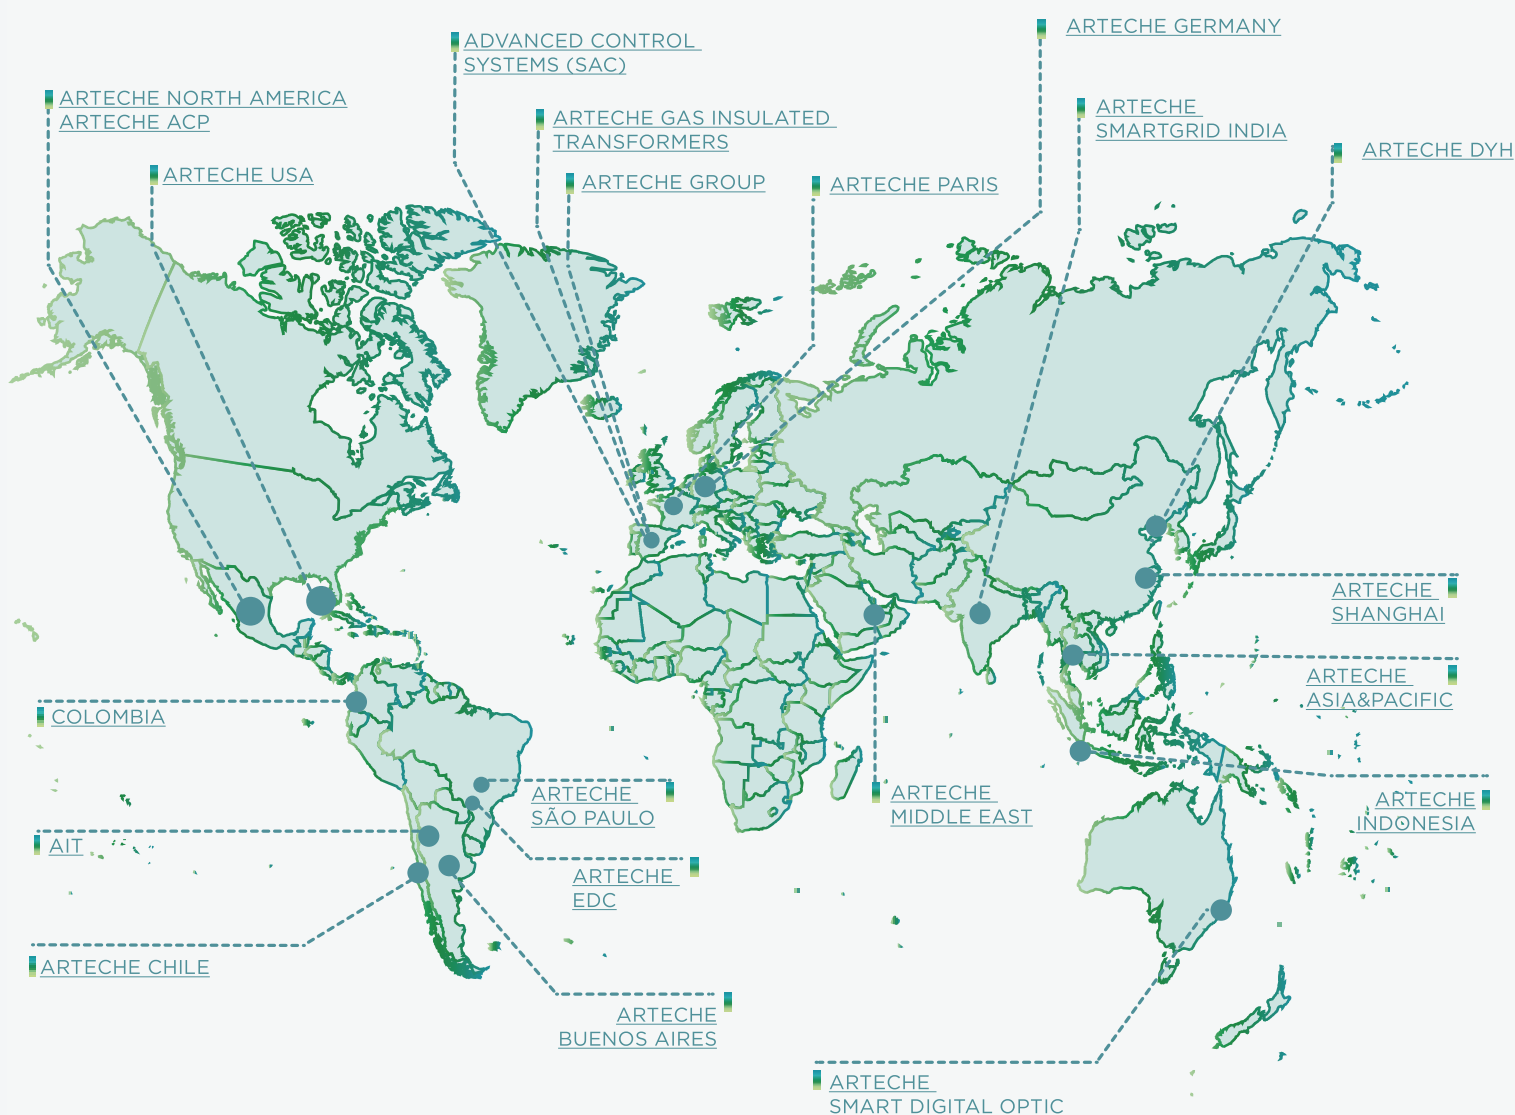 ARTECHE GERMANY
ADVANCED CONTROL
SYSTEMS (SAC)
ARTECHE NORTH AMERICA
ARTECHE ACP
ARTECHE GAS INSULATED
TRANSFORMERS
ARTECHE
SMARTGRID INDIA
ARTECHE DYH
ARTECHE USA
ARTECHE GROUP
ARTECHE PARIS
ARTECHE
SHANGHAI
ARTECHE
ASIA&PACIFIC
COLOMBIA
ARTECHE
SÃO PAULO
ARTECHE
MIDDLE EAST
ARTECHE
INDONESIA
AIT
ARTECHE
EDC
ARTECHE CHILE
ARTECHE
BUENOS AIRES
ARTECHE
SMART DIGITAL OPTIC